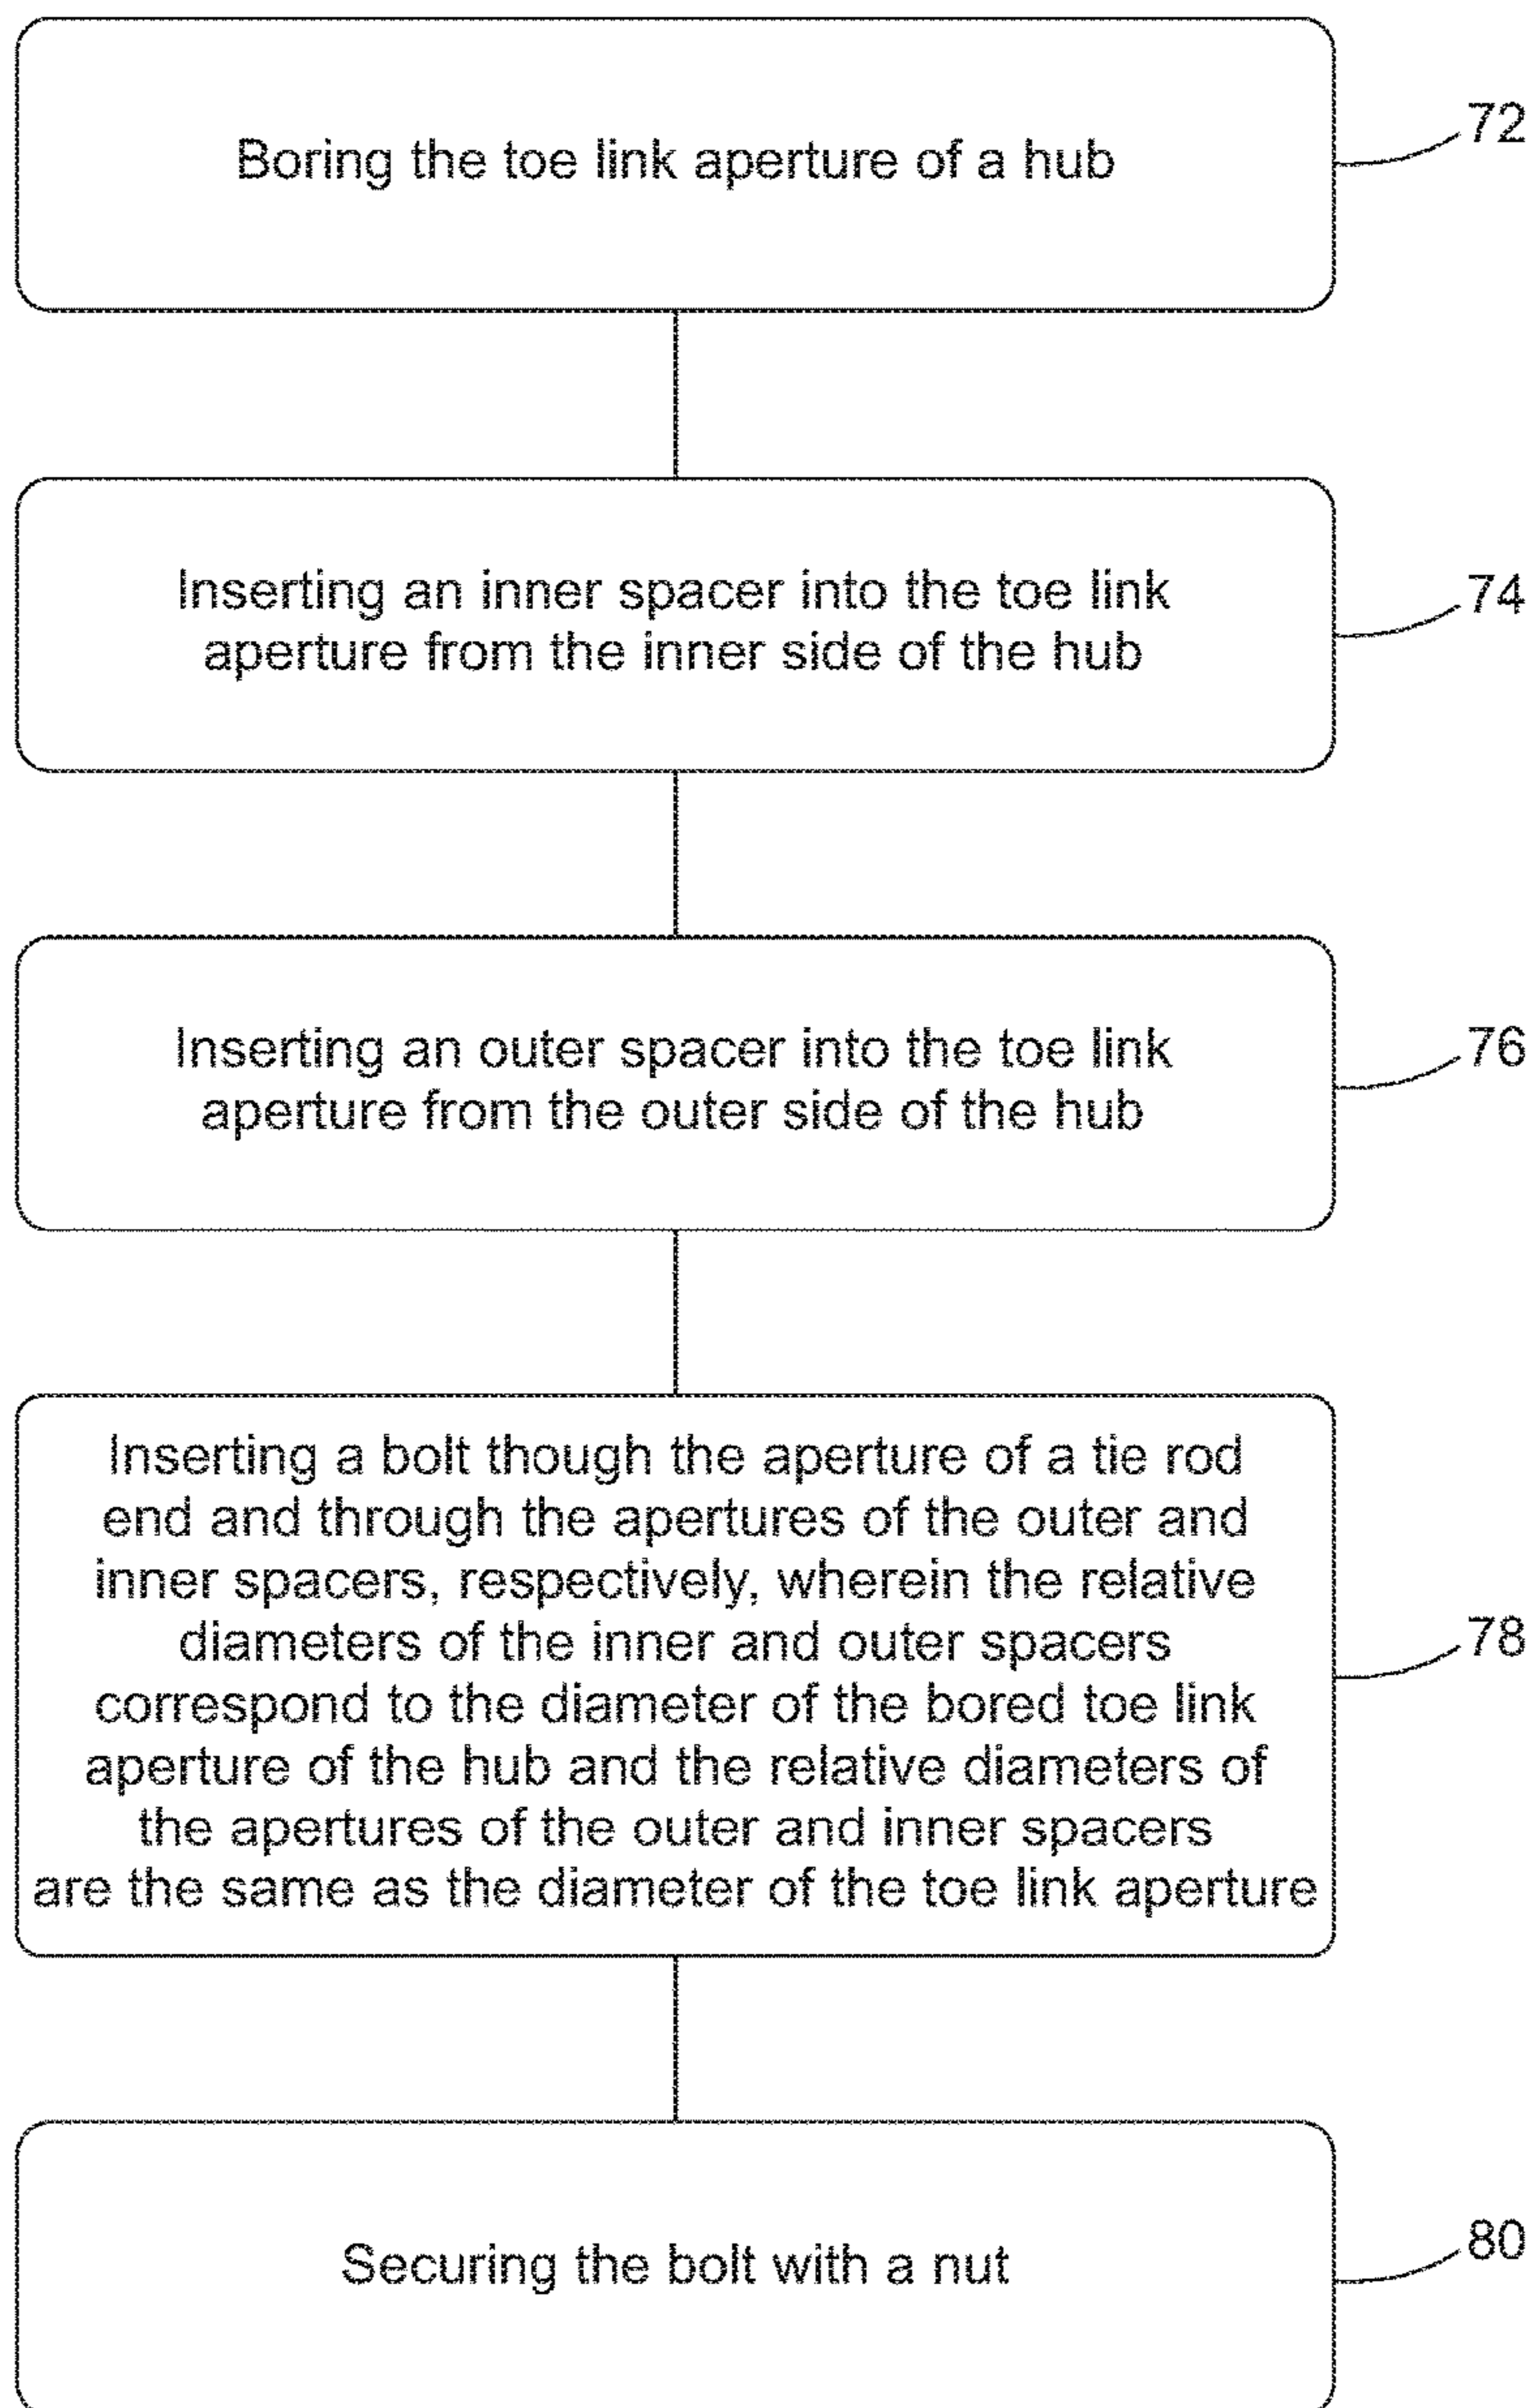 Boring the toe link aperture of a hub
72
Inserting an inner spacer into the toe link
aperture from the inner side of the hub
74
Inserting an outer spacer into the toe link
aperture from the outer side of the hub
76
Inserting a bolt though the aperture of a tie rod
end and through the apertures of the outer and
inner spacers, respectively, wherein the relative
diameters of the inner and outer spacers
correspond to the diameter of the bored toe link
aperture of the hub and the relative diameters of
the apertures of the outer and inner spacers
are the same as the diameter of the toe link aperture
78
Securing the bolt with a nut
80